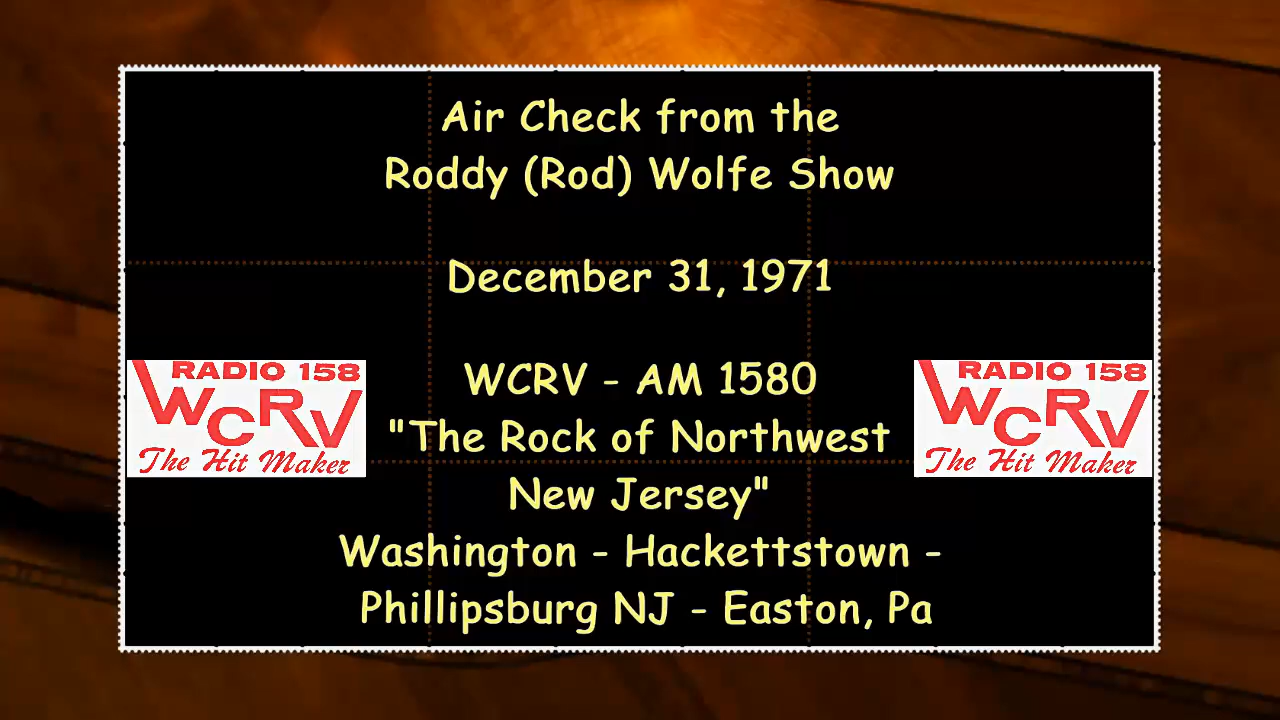 Air Check from the
Roddy (Rod) Wolfe Show
December 31, 1971
WCRV - AM 1580
"The Rock of Northwest
New Jersey"
Washington - Hackettstown -
Phillipsburg NJ - Easton, Pa
RADIO 158
WCRV
The Hit Maker
RADIO 158
WCRV
The Hit Maker